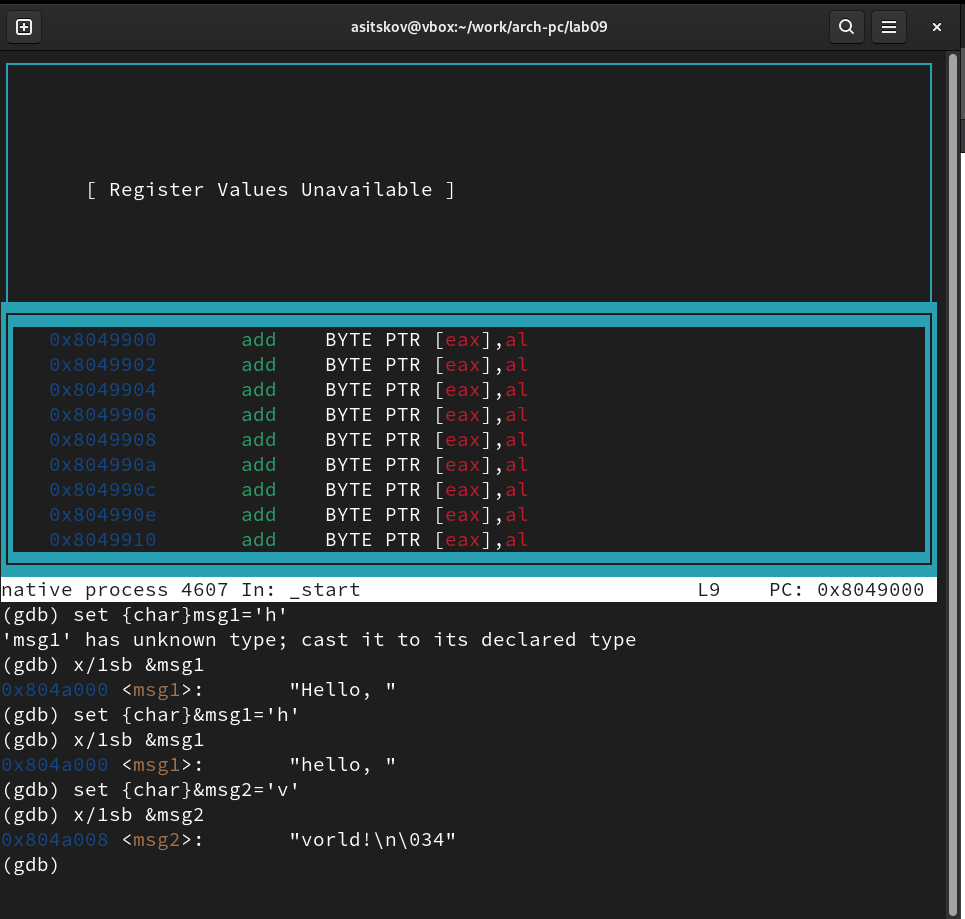 asitskov@vbox:~/work/arch-pc/lab09
[ Register Values Unavailable ]
0x8049900 add BYTE PTR [eax],al
0x8049902 add BYTE PTR [eax],al
0x8049904 add BYTE PTR [eax],al
0x8049906 add BYTE PTR [eax],al
0x8049908 add BYTE PTR [eax],al
0x804990a add BYTE PTR [eax],al
0x804990c add BYTE PTR [eax],al
0x804990e add BYTE PTR [eax],al
0x8049910 add BYTE PTR [eax],al
native process 4607 In: _start L9 PC: 0x8049000
(gdb) set {char}msg1='h'
'msg1' has unknown type; cast it to its declared type
(gdb) x/1sb &msg1
0x804a000 <msg1>: "Hello, "
(gdb) set {char}&msg1='h'
(gdb) x/1sb &msg1
0x804a000 <msg1>: "hello, "
(gdb) set {char}&msg2='v'
(gdb) x/1sb &msg2
0x804a008 <msg2>: "vorld!\n\034"
(gdb)